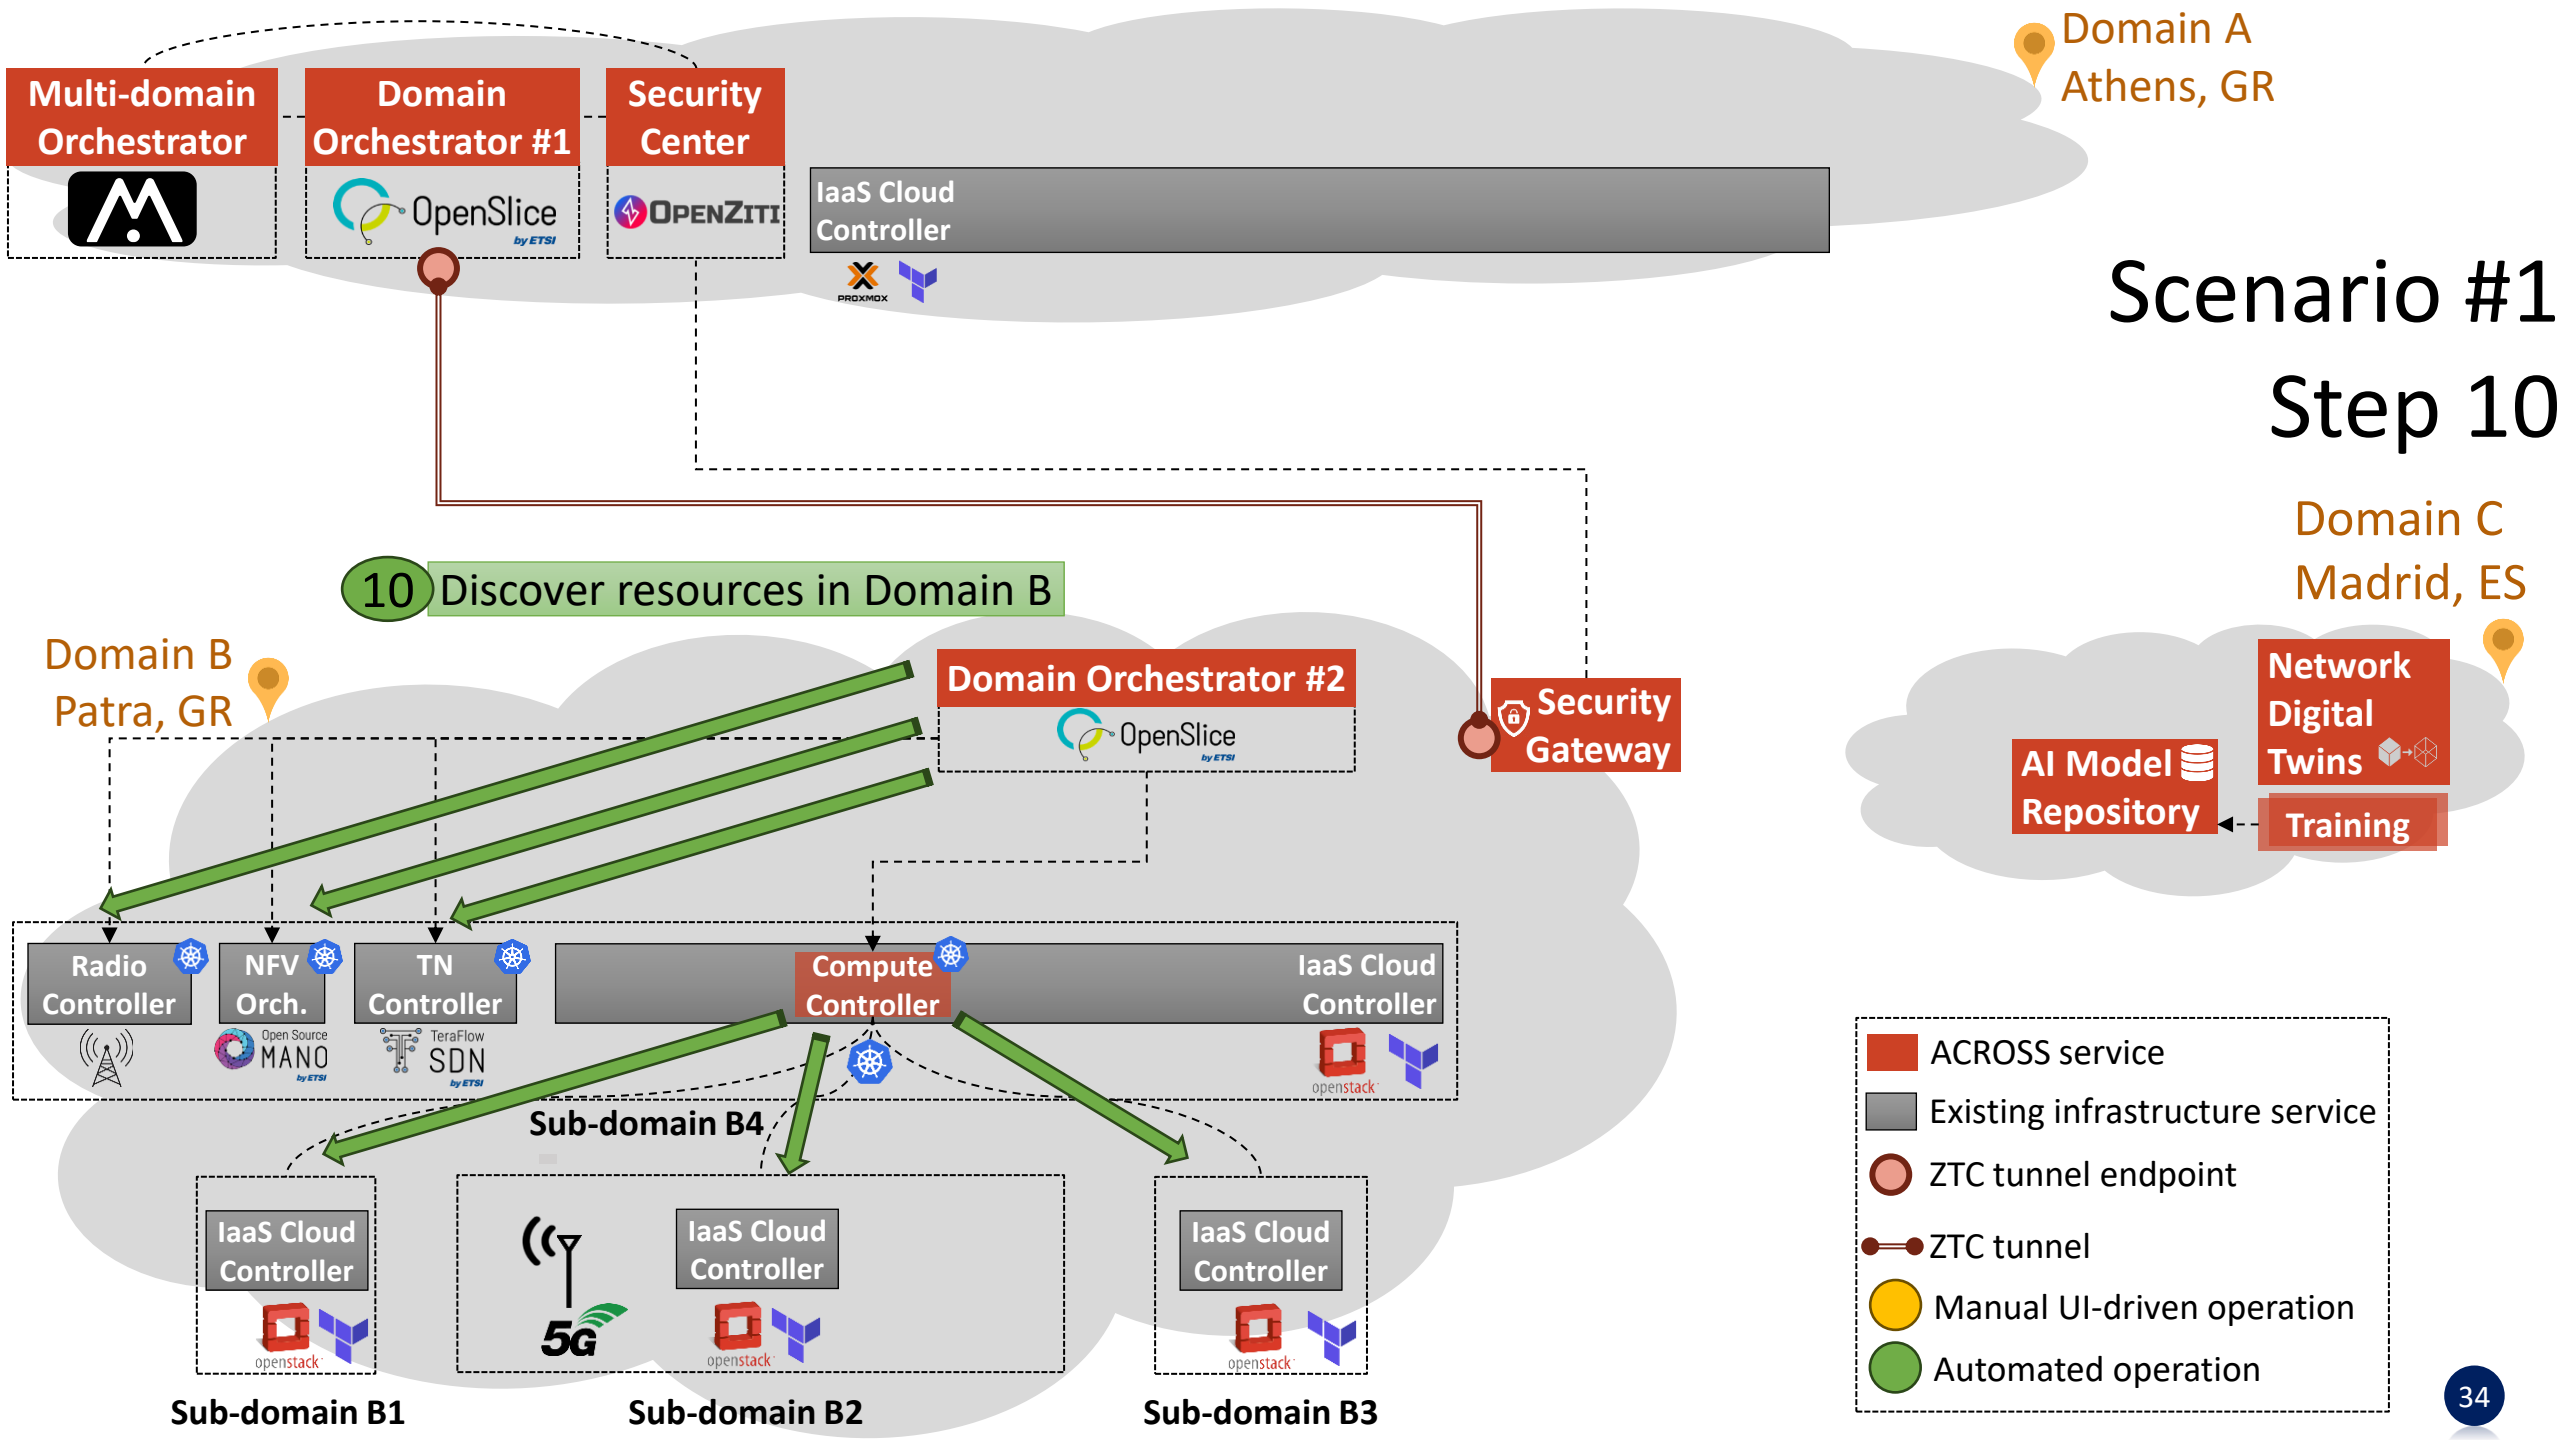 Domain A
Athens, GR
Multi-domain
Orchestrator
Domain
Orchestrator #1
OpenSlice
by ETSI
Security
Center
OPENZITI
IaaS Cloud
Controller
PROXMOX
Scenario #1
Step 10
Domain C
Madrid, ES
10 Discover resources in Domain B
Domain B
Patra, GR
Domain Orchestrator #2
OpenSlice
by ETSI
Security
Gateway
Network
Digital
Twins
AI Model
Repository
Training
Radio
Controller
NFV
Orch.
Open Source
MANO
by ETSI
TN
Controller
TeraFlow
SDN
by ETSI
Compute
Controller
IaaS Cloud
Controller
openstack
Sub-domain B4
IaaS Cloud
Controller
openstack
Sub-domain B1
5G
IaaS Cloud
Controller
openstack
Sub-domain B2
IaaS Cloud
Controller
openstack
Sub-domain B3
ACROSS service
Existing infrastructure service
ZTC tunnel endpoint
ZTC tunnel
Manual UI-driven operation
Automated operation
34